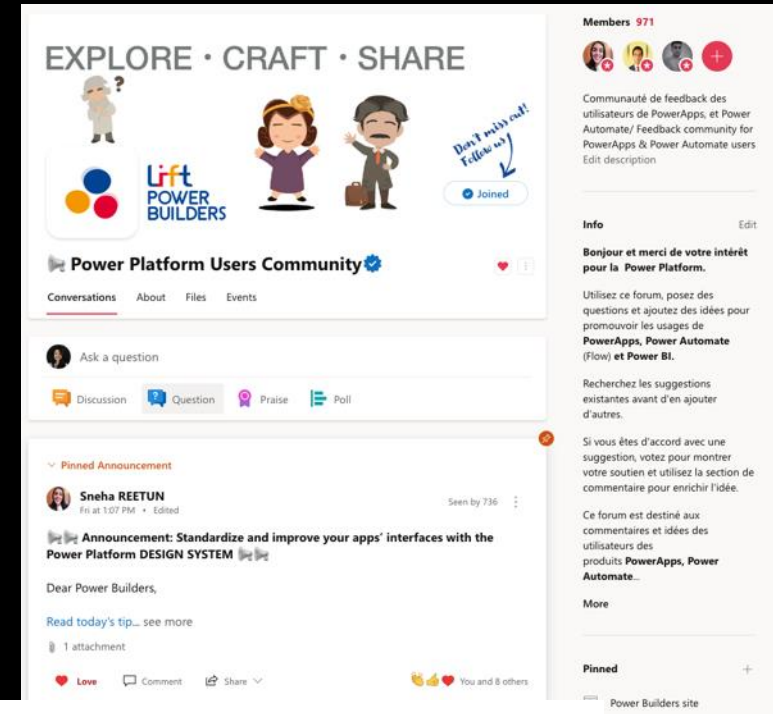 EXPLORE · CRAFT · SHARE
?
Don't miss out!
Follow us
Lift
POWER
BUILDERS
Joined
Power Platform Users Community
Conversations About Files Events
Ask a question
Discussion ? Question Praise Poll
Pinned Announcement
Sneha REETUN
Fri at 1:07 PM • Edited
Seen by 736
Announcement: Standardize and improve your apps' interfaces with the
Power Platform DESIGN SYSTEM
Dear Power Builders,
Read today's tip... see more
1 attachment
Love Comment Share You and 8 others
Members 971
Communauté de feedback des
utilisateurs de PowerApps, et Power
Automate/ Feedback community for
PowerApps & Power Automate users
Edit description
Info Edit
Bonjour et merci de votre intérêt
pour la Power Platform.
Utilisez ce forum, posez des
questions et ajoutez des idées pour
promouvoir les usages de
PowerApps, Power Automate
(Flow) et Power BI.
Recherchez les suggestions
existantes avant d'en ajouter
d'autres.
Si vous êtes d'accord avec une
suggestion, votez pour montrer
votre soutien et utilisez la section de
commentaire pour enrichir l'idée.
Ce forum est destiné aux
commentaires et idées des
utilisateurs des
produits PowerApps, Power
Automate...
More
Pinned +
Power Builders site